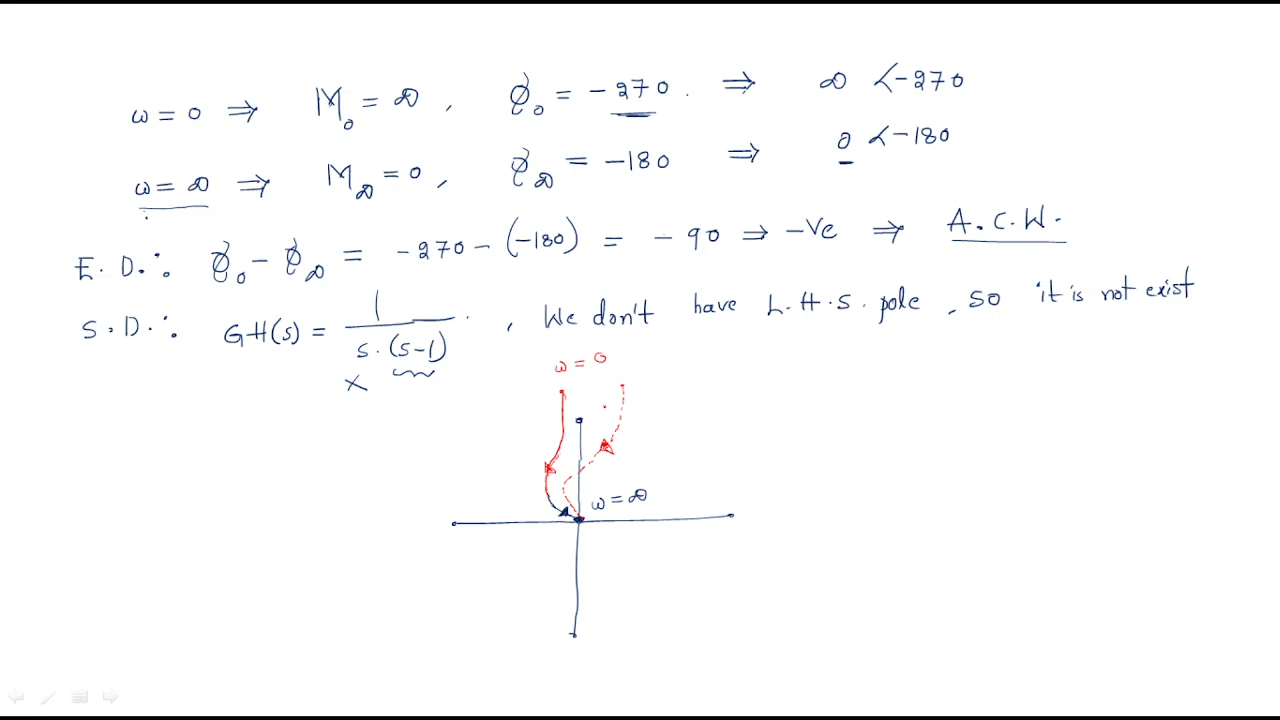 ω = 0 ⇒ M₀ = ∞ , φ₀ = -270 . ⇒ ∞ ∠-270
ω = ∞ ⇒ M∞ = 0 , φ∞ = -180 ⇒ 0 ∠-180
E. D. ∴ φ₀ - φ∞ = -270 - (-180) = - 90 ⇒ -Ve ⇒ A.C.W.
S. D. ∴ GH(s) = 1 / s.(s-1) , We don't have L.H.S. pole , so it is not exist
×
ω = 0
ω = ∞